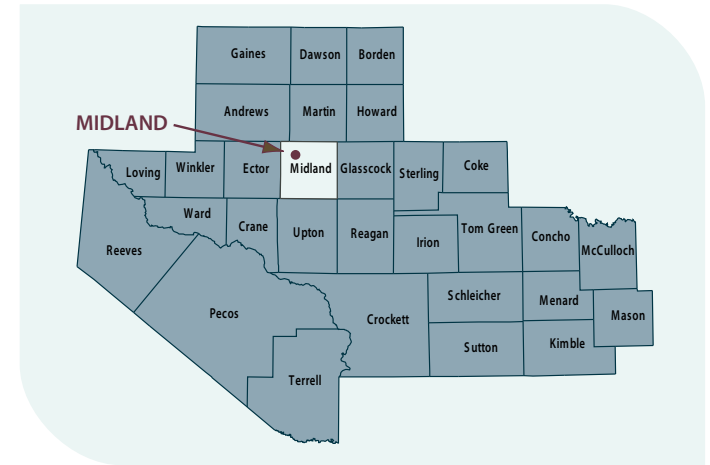 Gaines Dawson Borden
Andrews Martin Howard
MIDLAND
Loving Winkler Ector Midland Glasscock Sterling Coke
Reeves Ward Crane Upton Reagan Irion Tom Green Concho McCulloch
Pecos Crockett Schleicher Menard Mason
Terrell Sutton Kimble